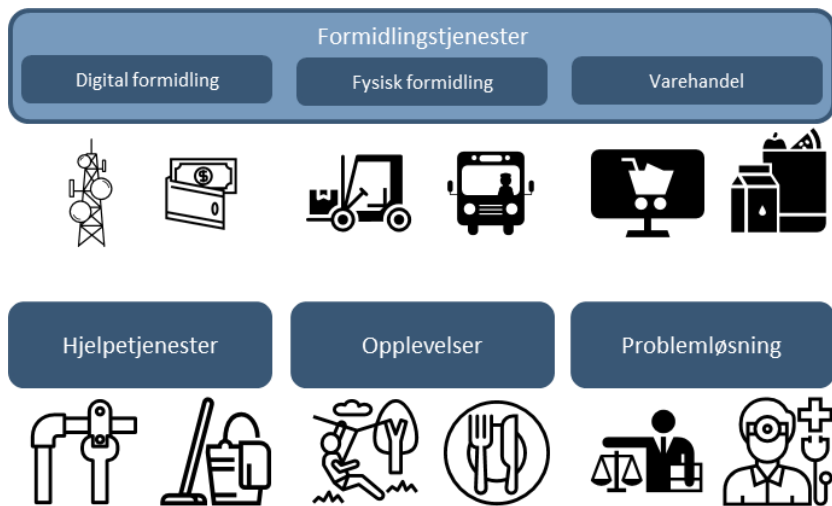 Formidlingstjenester
Digital formidling
Fysisk formidling
Varehandel
$
Hjelpetjenester
Opplevelser
Problemløsning